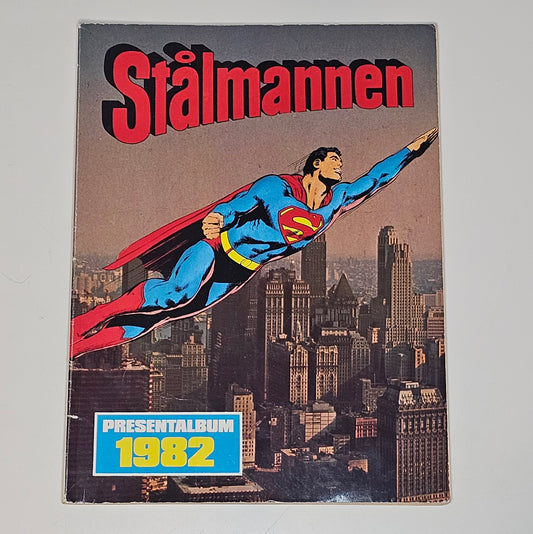 Stålmannen
S
PRESENTALBUM
1982